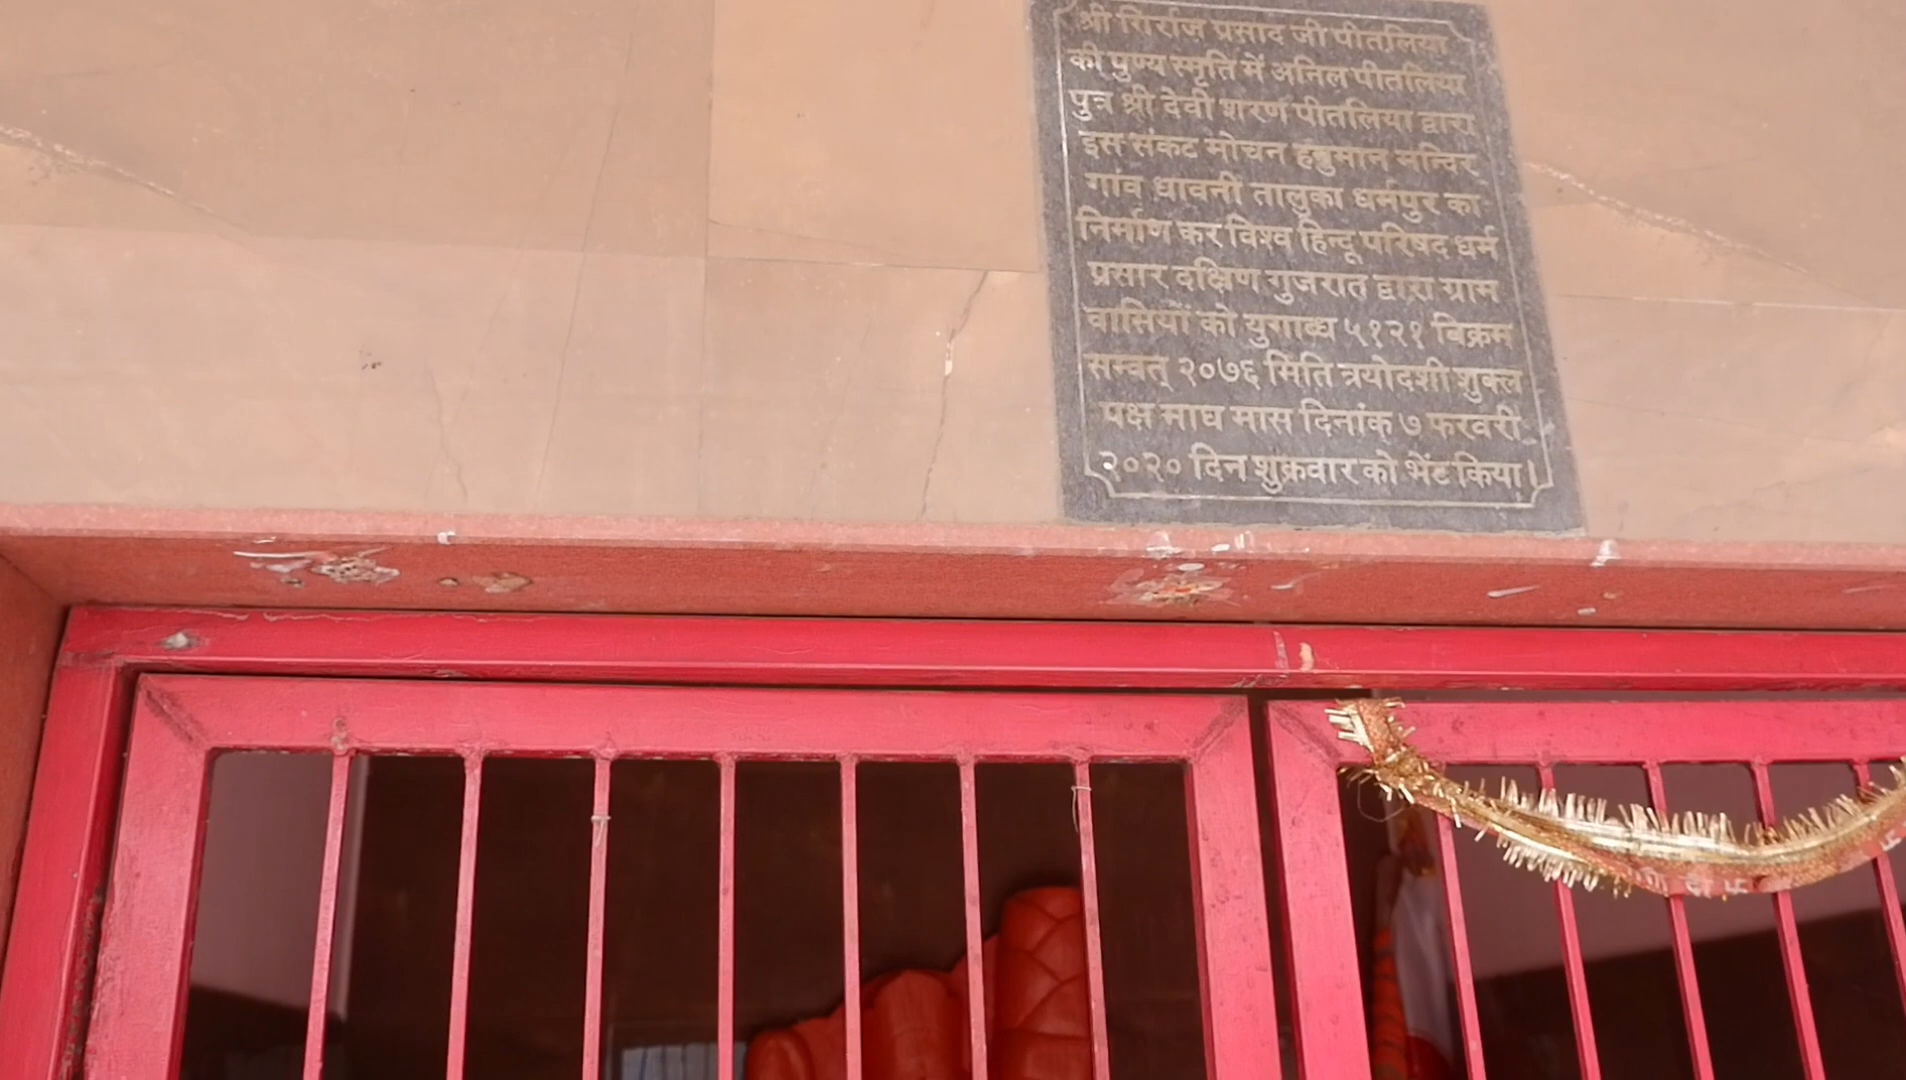 श्री गिर्राज प्रसाद जी पीतलिया
की पुण्य स्मृति में अनिल पीतलिया
पुत्र श्री देवी शरण पीतलिया द्वारा
इस संकट मोचन हनुमान मन्दिर
गांव धावनी तालुका धर्मपुर का
निर्माण कर विश्व हिन्दू परिषद धर्म
प्रसार दक्षिण गुजरात द्वारा ग्राम
वासियों को युगाब्ध ५१२१ बिक्रम
सम्वत् २०७६ मिति त्रयोदशी शुक्ल
पक्ष माघ मास दिनांक ७ फरवरी
२०२० दिन शुक्रवार को भेंट किया।